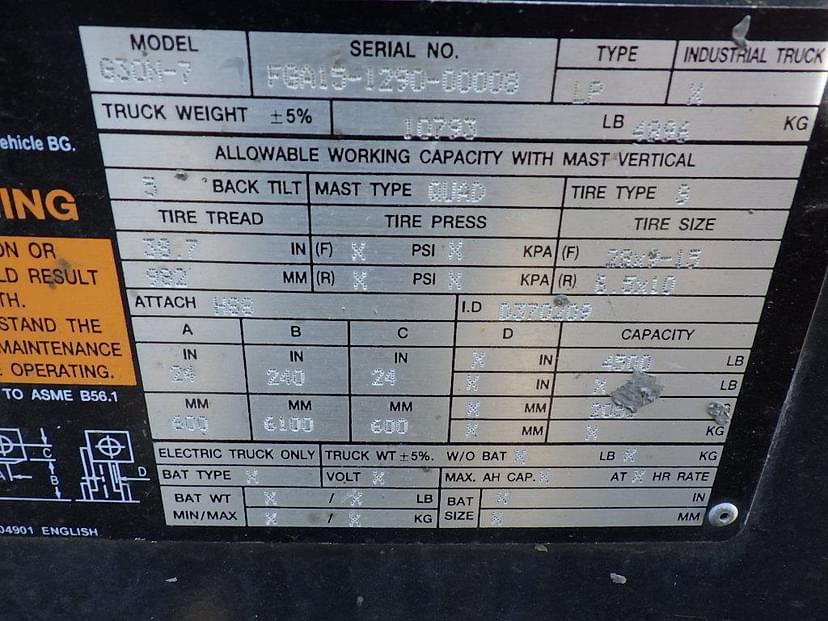 MODEL SERIAL NO. TYPE INDUSTRIAL TRUCK
G30N-7 FGA15-1290-00008 LP X
TRUCK WEIGHT ±5% 10793 LB KG
ehicle BG.
ALLOWABLE WORKING CAPACITY WITH MAST VERTICAL
5 BACK TILT MAST TYPE QUAD TIRE TYPE
ING
TIRE TREAD TIRE PRESS TIRE SIZE
38.7 IN (F) X PSI X KPA (F) 28x9-15
ON OR
982 MM (R) X PSI X KPA (R) 6.5x10
LD RESULT
TH.
ATTACH I.D
STAND THE
A B C D CAPACITY
MAINTENANCE
IN IN IN X IN LB
E OPERATING.
24 240 24 X IN X LB
TO ASME B56.1
MM MM MM X MM
600 6100 600 X MM X KG
C
A B D
ELECTRIC TRUCK ONLY TRUCK WT ±5%. W/O BAT X LB X KG
BAT TYPE X VOLT X MAX. AH CAP. X AT X HR RATE
BAT WT X / X LB BAT X IN
MIN/MAX X / X KG SIZE X MM
04901 ENGLISH